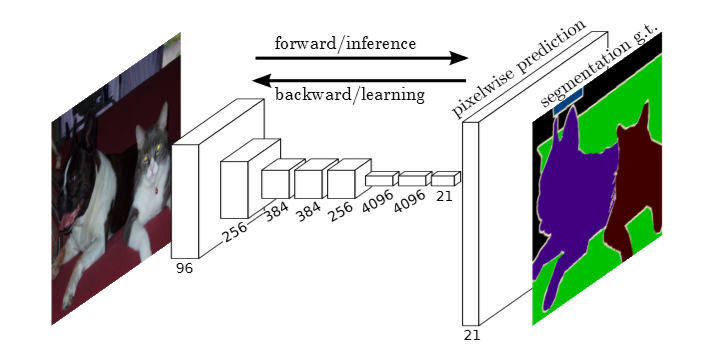 forward/inference
backward/learning
pixelwise prediction
segmentation g.t.
96
256
384
384
256
4096
4096
21
21